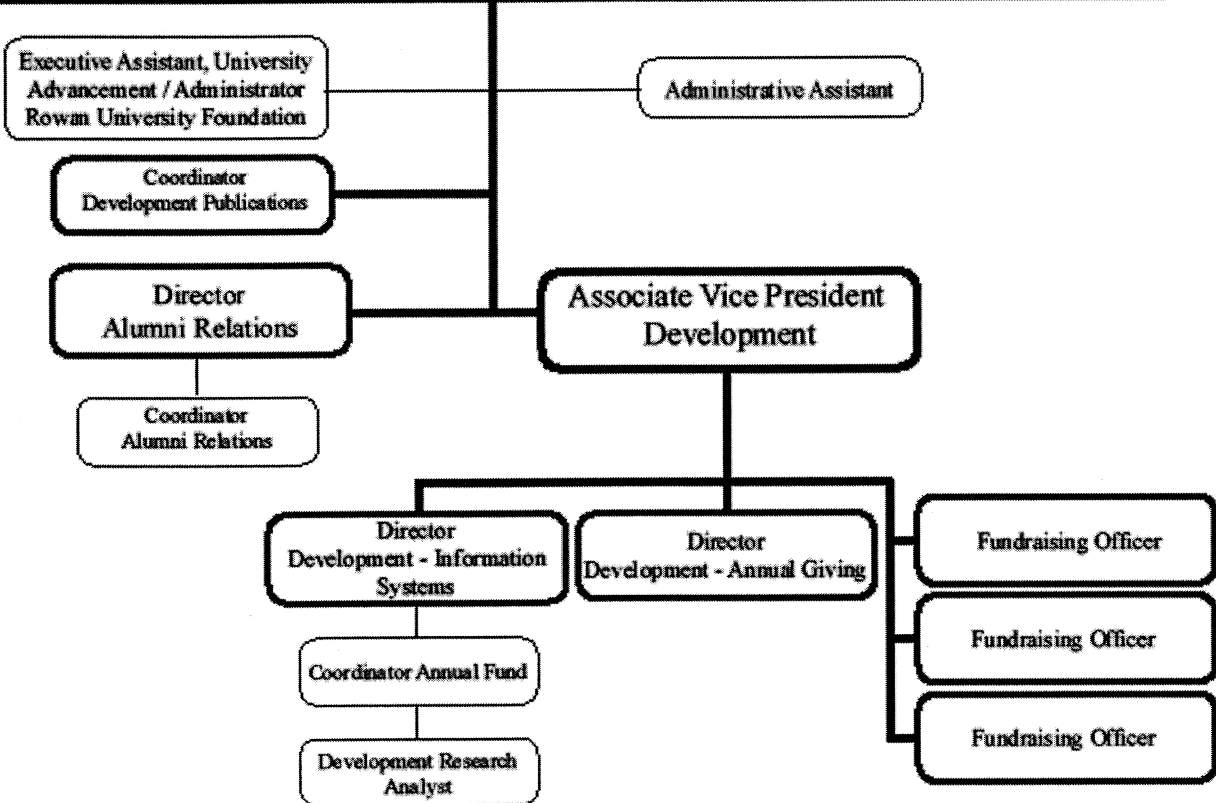 Executive Assistant, University
Advancement / Administrator
Rowan University Foundation
Administrative Assistant
Coordinator
Development Publications
Director
Alumni Relations
Associate Vice President
Development
Coordinator
Alumni Relations
Director
Development - Information
Systems
Director
Development - Annual Giving
Fundraising Officer
Fundraising Officer
Fundraising Officer
Coordinator Annual Fund
Development Research
Analyst